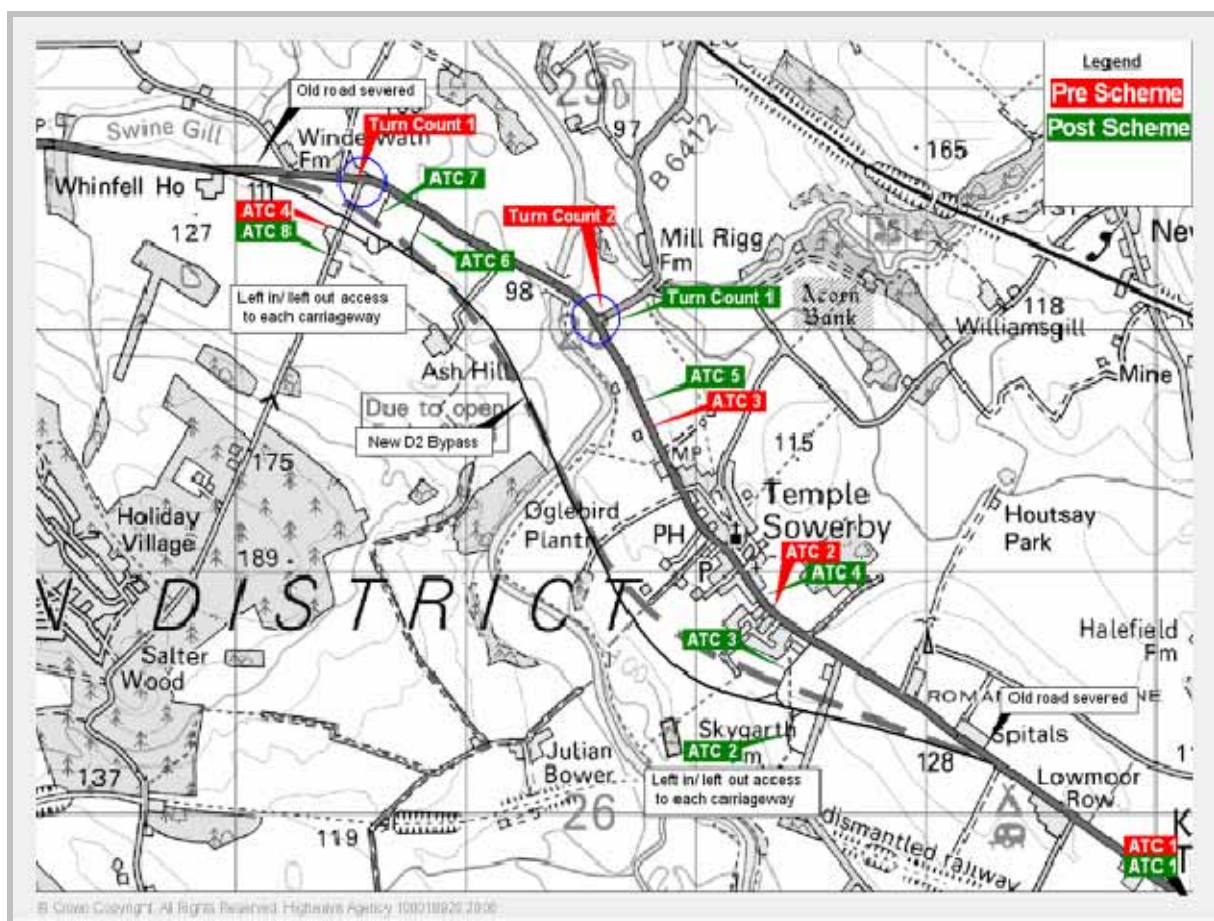 Legend
Pre Scheme
Post Scheme
Old road severed
Swine Gill
Turn Count 1
Fm
Whinfell Ho
111
ATC 7
ATC 4
ATC 8
127
ATC 6
Left in/ left out access
to each carriageway
29
97
B6412
165
Turn Count 2
Mill Rigg
Fm
98
Turn Count 1
Acorn
Bank
118
Williamsgill
Mine
Ash Hill
Due to open
New D2 Bypass
ATC 5
ATC 3
MP
115
175
Holiday
Village
189
Oglebird
Plantn
PH
Temple
Sowerby
P
ATC 2
ATC 4
Houtsay
Park
N DISTRICT
Salter
Wood
ATC 3
Halefield
Fm
Old road severed
Spitals
Skygarth
ATC 2
128
Lowmoor
Row
Julian
Bower
Left in/ left out access
to each carriageway
137
119
26
dismantled railway
ATC 1
ATC 1
© Crown Copyright. All Rights Reserved. Highways Agency